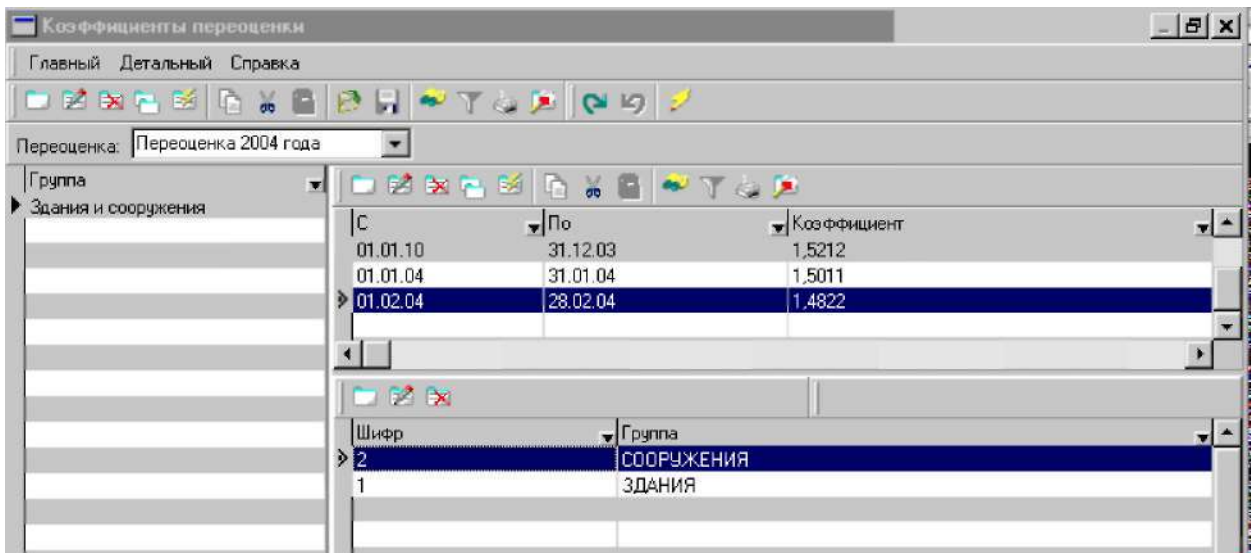 Коэффициенты переоценки
Главный Детальный Справка
Переоценка: Переоценка 2004 года
Группа
Здания и сооружения
С По Коэффициент
01.01.10 31.12.03 1,5212
01.01.04 31.01.04 1,5011
01.02.04 28.02.04 1,4822
Шифр Группа
2 СООРУЖЕНИЯ
1 ЗДАНИЯ